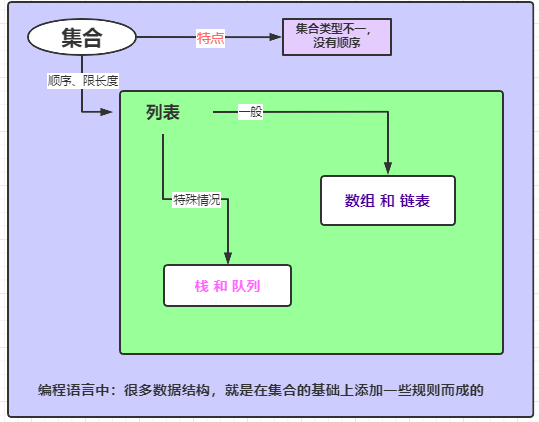 集合
特点
集合类型不一,
没有顺序
顺序、限长度
列表
一般
数组 和 链表
特殊情况
栈 和 队列
编程语言中：很多数据结构，就是在集合的基础上添加一些规则而成的